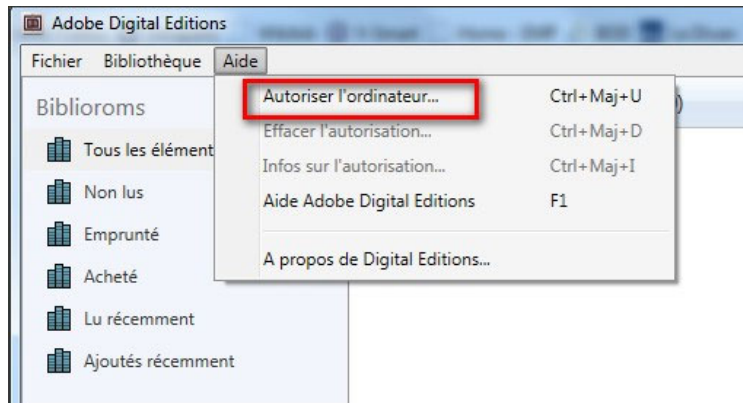 Adobe Digital Editions
Fichier Bibliothèque Aide
Autoriser l'ordinateur... Ctrl+Maj+U
Effacer l'autorisation... Ctrl+Maj+D
Infos sur l'autorisation... Ctrl+Maj+I
Aide Adobe Digital Editions F1
A propos de Digital Editions...
Biblioroms
Tous les élément
Non lus
Emprunté
Acheté
Lu récemment
Ajoutés récemment